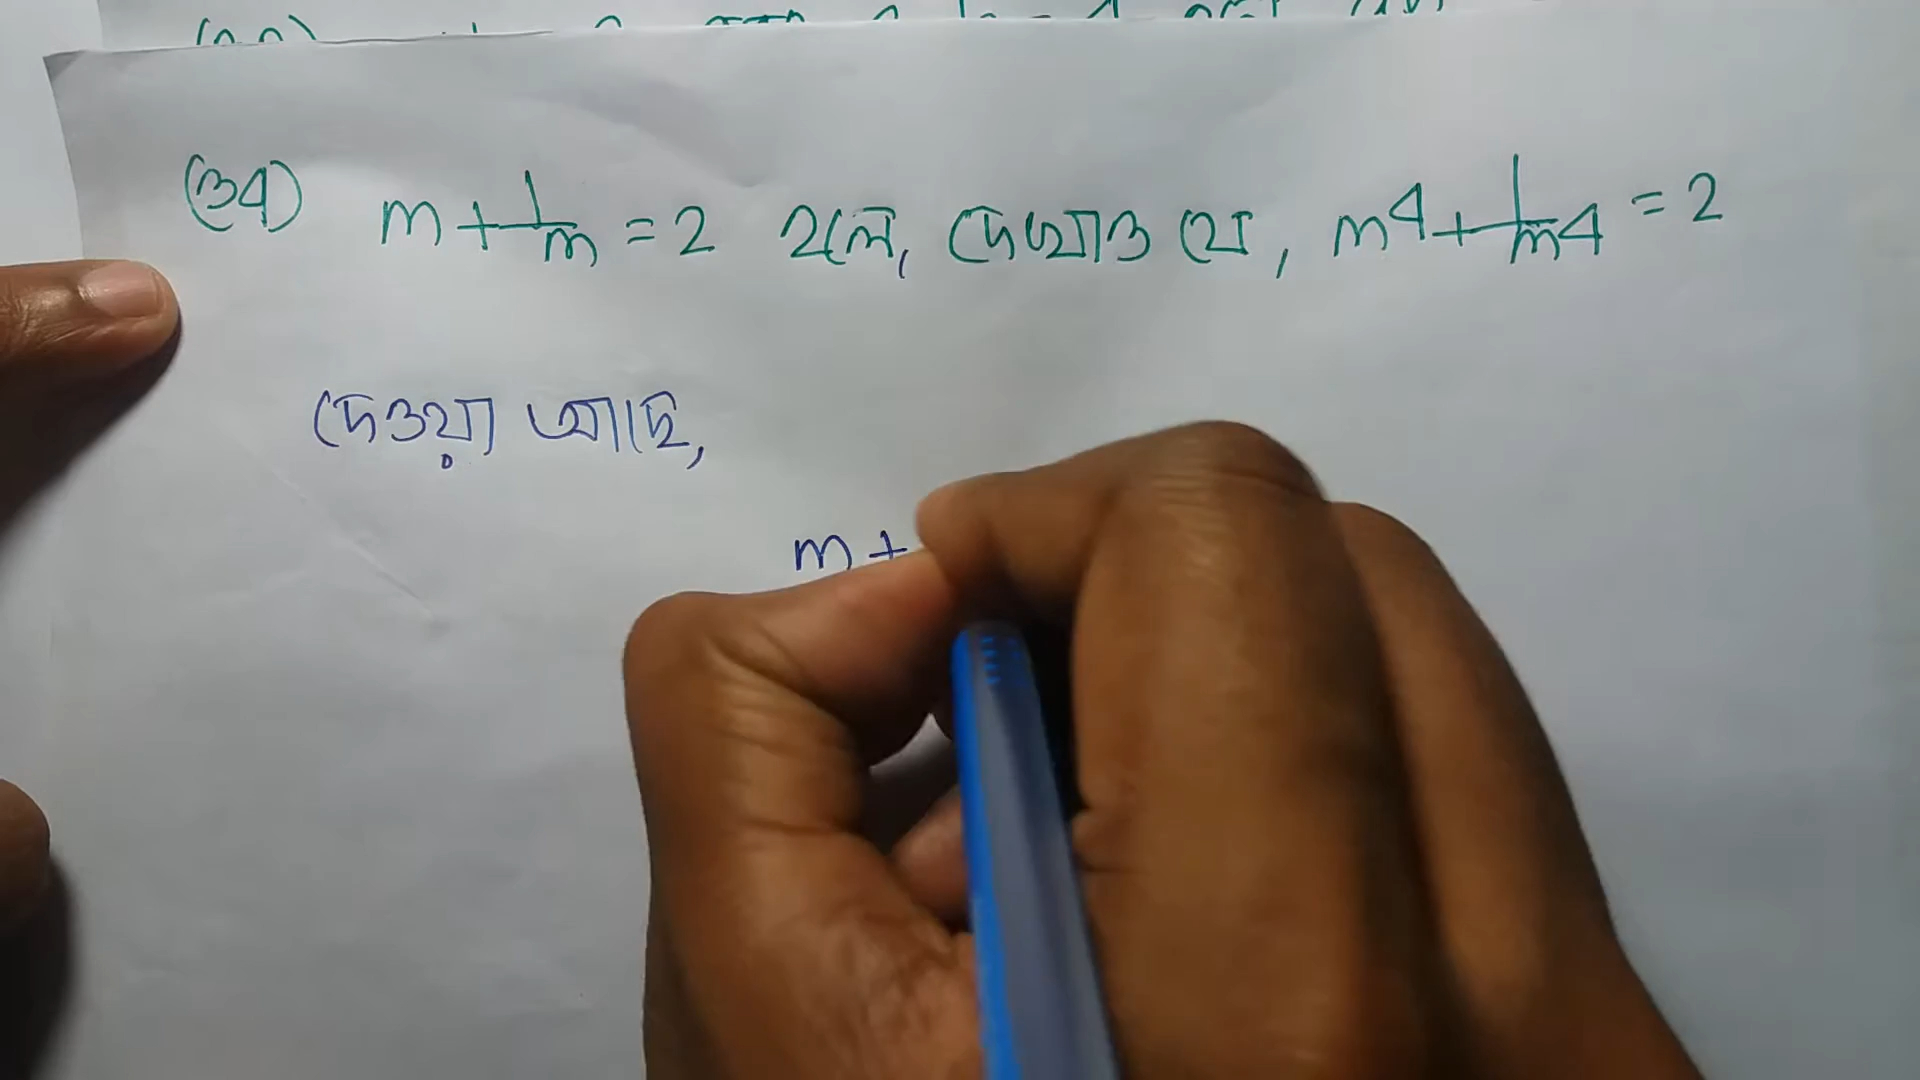 (৩৭) m + 1/m = 2 হলে, দেখাও যে, m⁴ + 1/m⁴ = 2
দেওয়া আছে,
m +